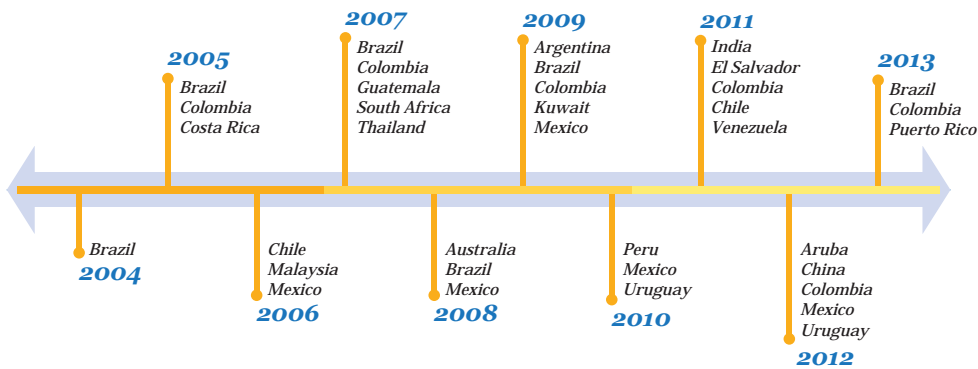 2004
Brazil
2005
Brazil
Colombia
Costa Rica
2006
Chile
Malaysia
Mexico
2007
Brazil
Colombia
Guatemala
South Africa
Thailand
2008
Australia
Brazil
Mexico
2009
Argentina
Brazil
Colombia
Kuwait
Mexico
2010
Peru
Mexico
Uruguay
2011
India
El Salvador
Colombia
Chile
Venezuela
2012
Aruba
China
Colombia
Mexico
Uruguay
2013
Brazil
Colombia
Puerto Rico